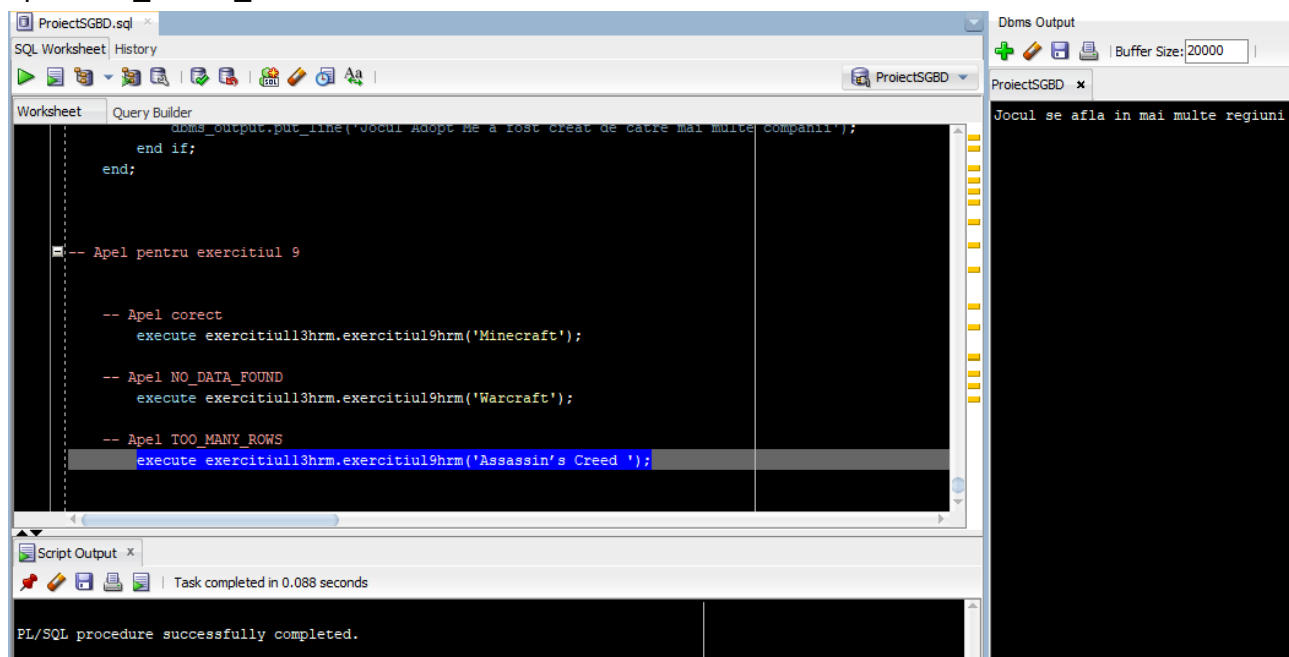 ProiectSGBD.sql
SQL Worksheet History
ProiectSGBD
Worksheet Query Builder
dbms_output.put_line('Jocul Adopt Me a fost creat de catre mai multe companii');
end if;
end;
-- Apel pentru exercitiul 9
-- Apel corect
execute exercitiul13hrm.exercitiul9hrm('Minecraft');
-- Apel NO_DATA_FOUND
execute exercitiul13hrm.exercitiul9hrm('Warcraft');
-- Apel TOO_MANY_ROWS
execute exercitiul13hrm.exercitiul9hrm('Assassin’s Creed ');
Script Output x
Task completed in 0.088 seconds
PL/SQL procedure successfully completed.
Dbms Output
Buffer Size: 20000
ProiectSGBD
Jocul se afla in mai multe regiuni